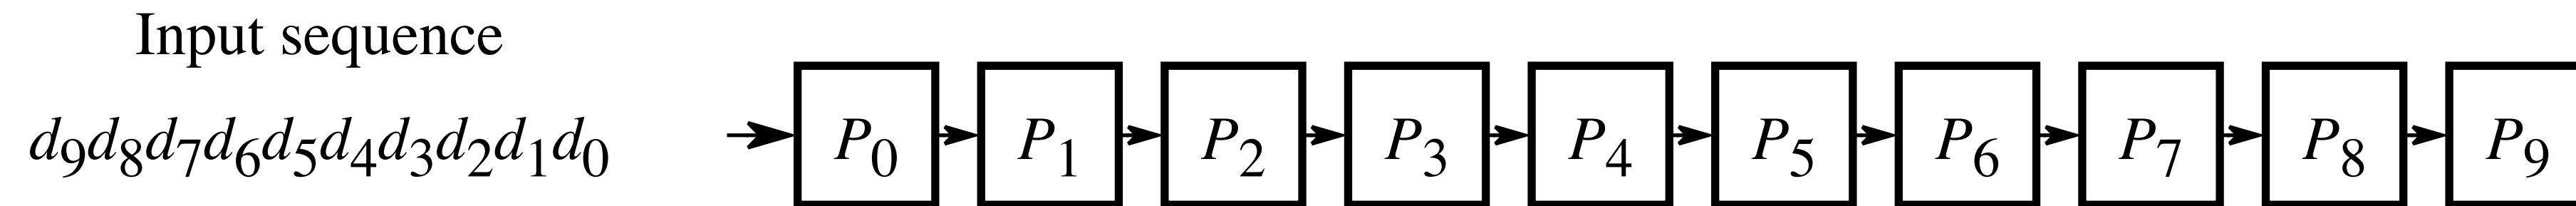 Input sequence
d9d8d7d6d5d4d3d2d1d0 P0 P1 P2 P3 P4 P5 P6 P7 P8 P9